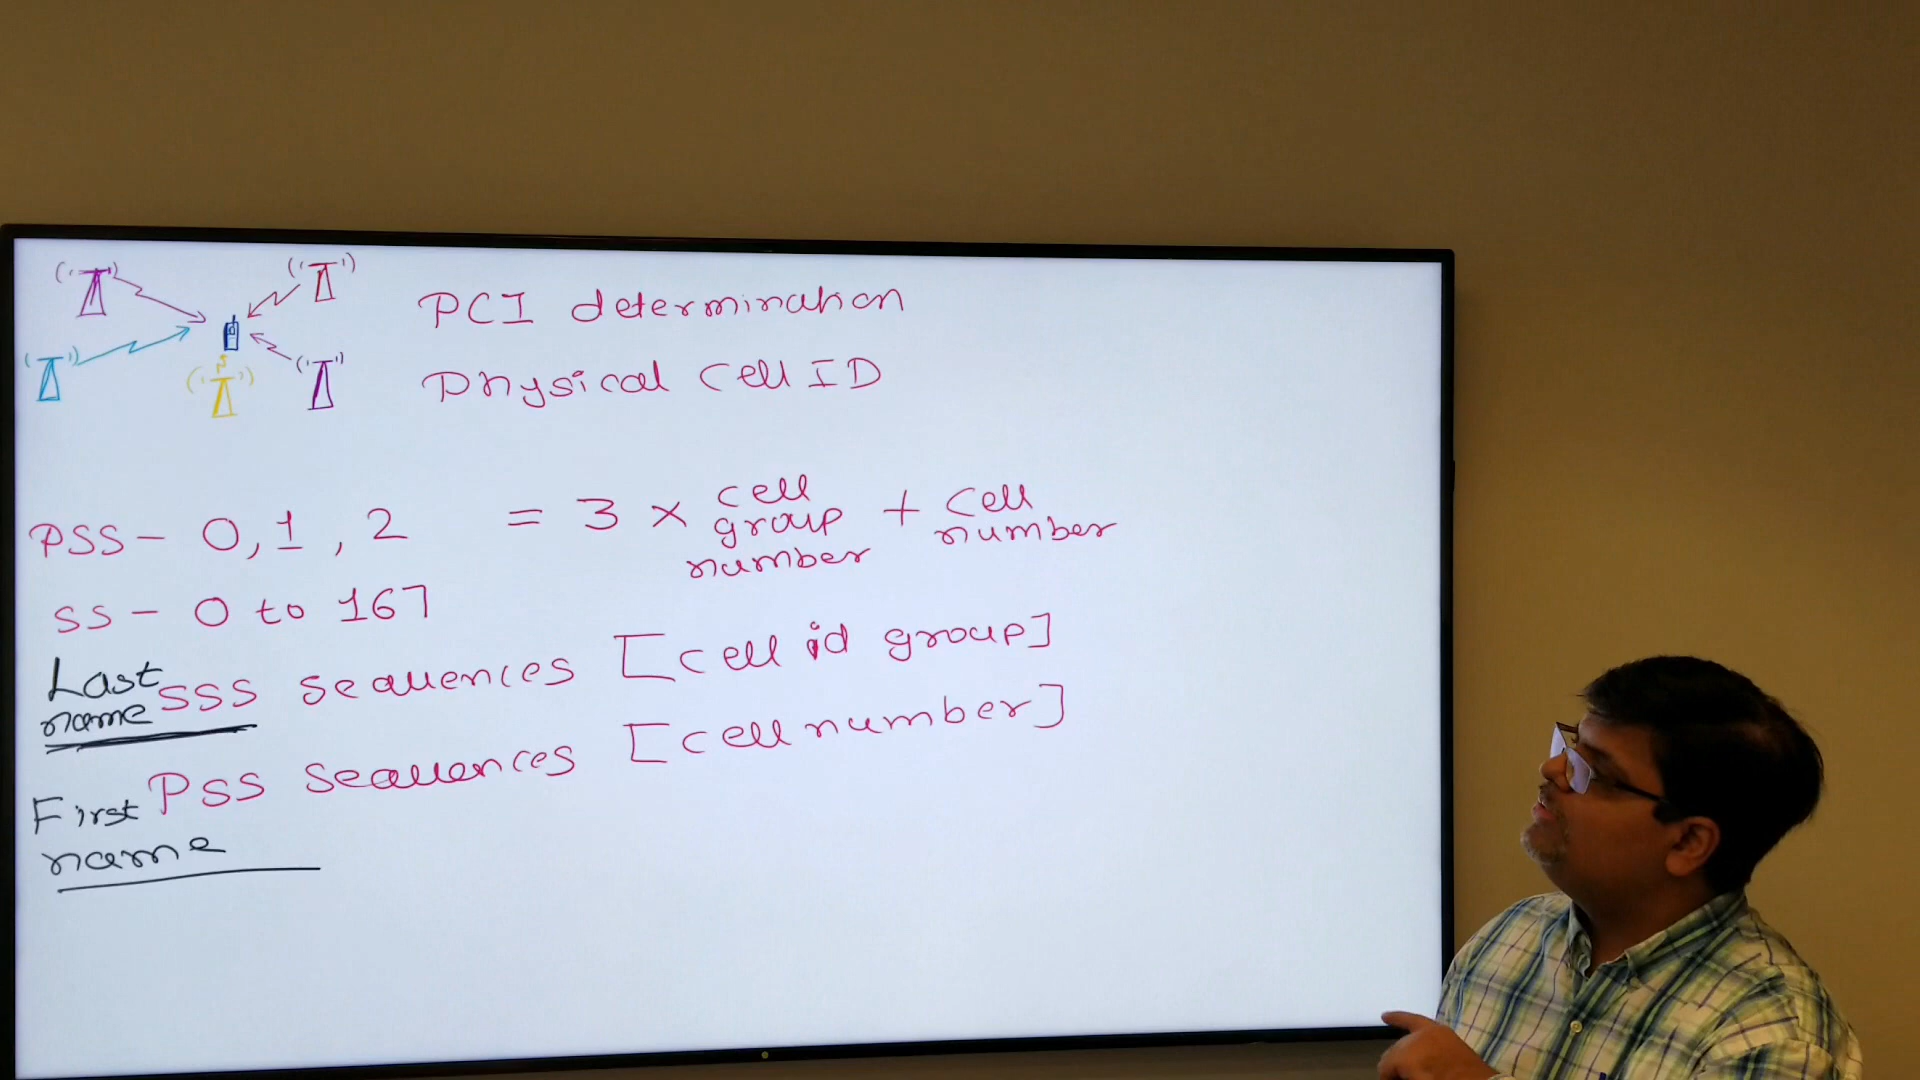 PCI determination
Physical cell ID
PSS - 0, 1, 2 = 3 × cell group number + cell number
SS - 0 to 167
Last name SSS sequences [cell id group]
First name PSS sequences [cell number]